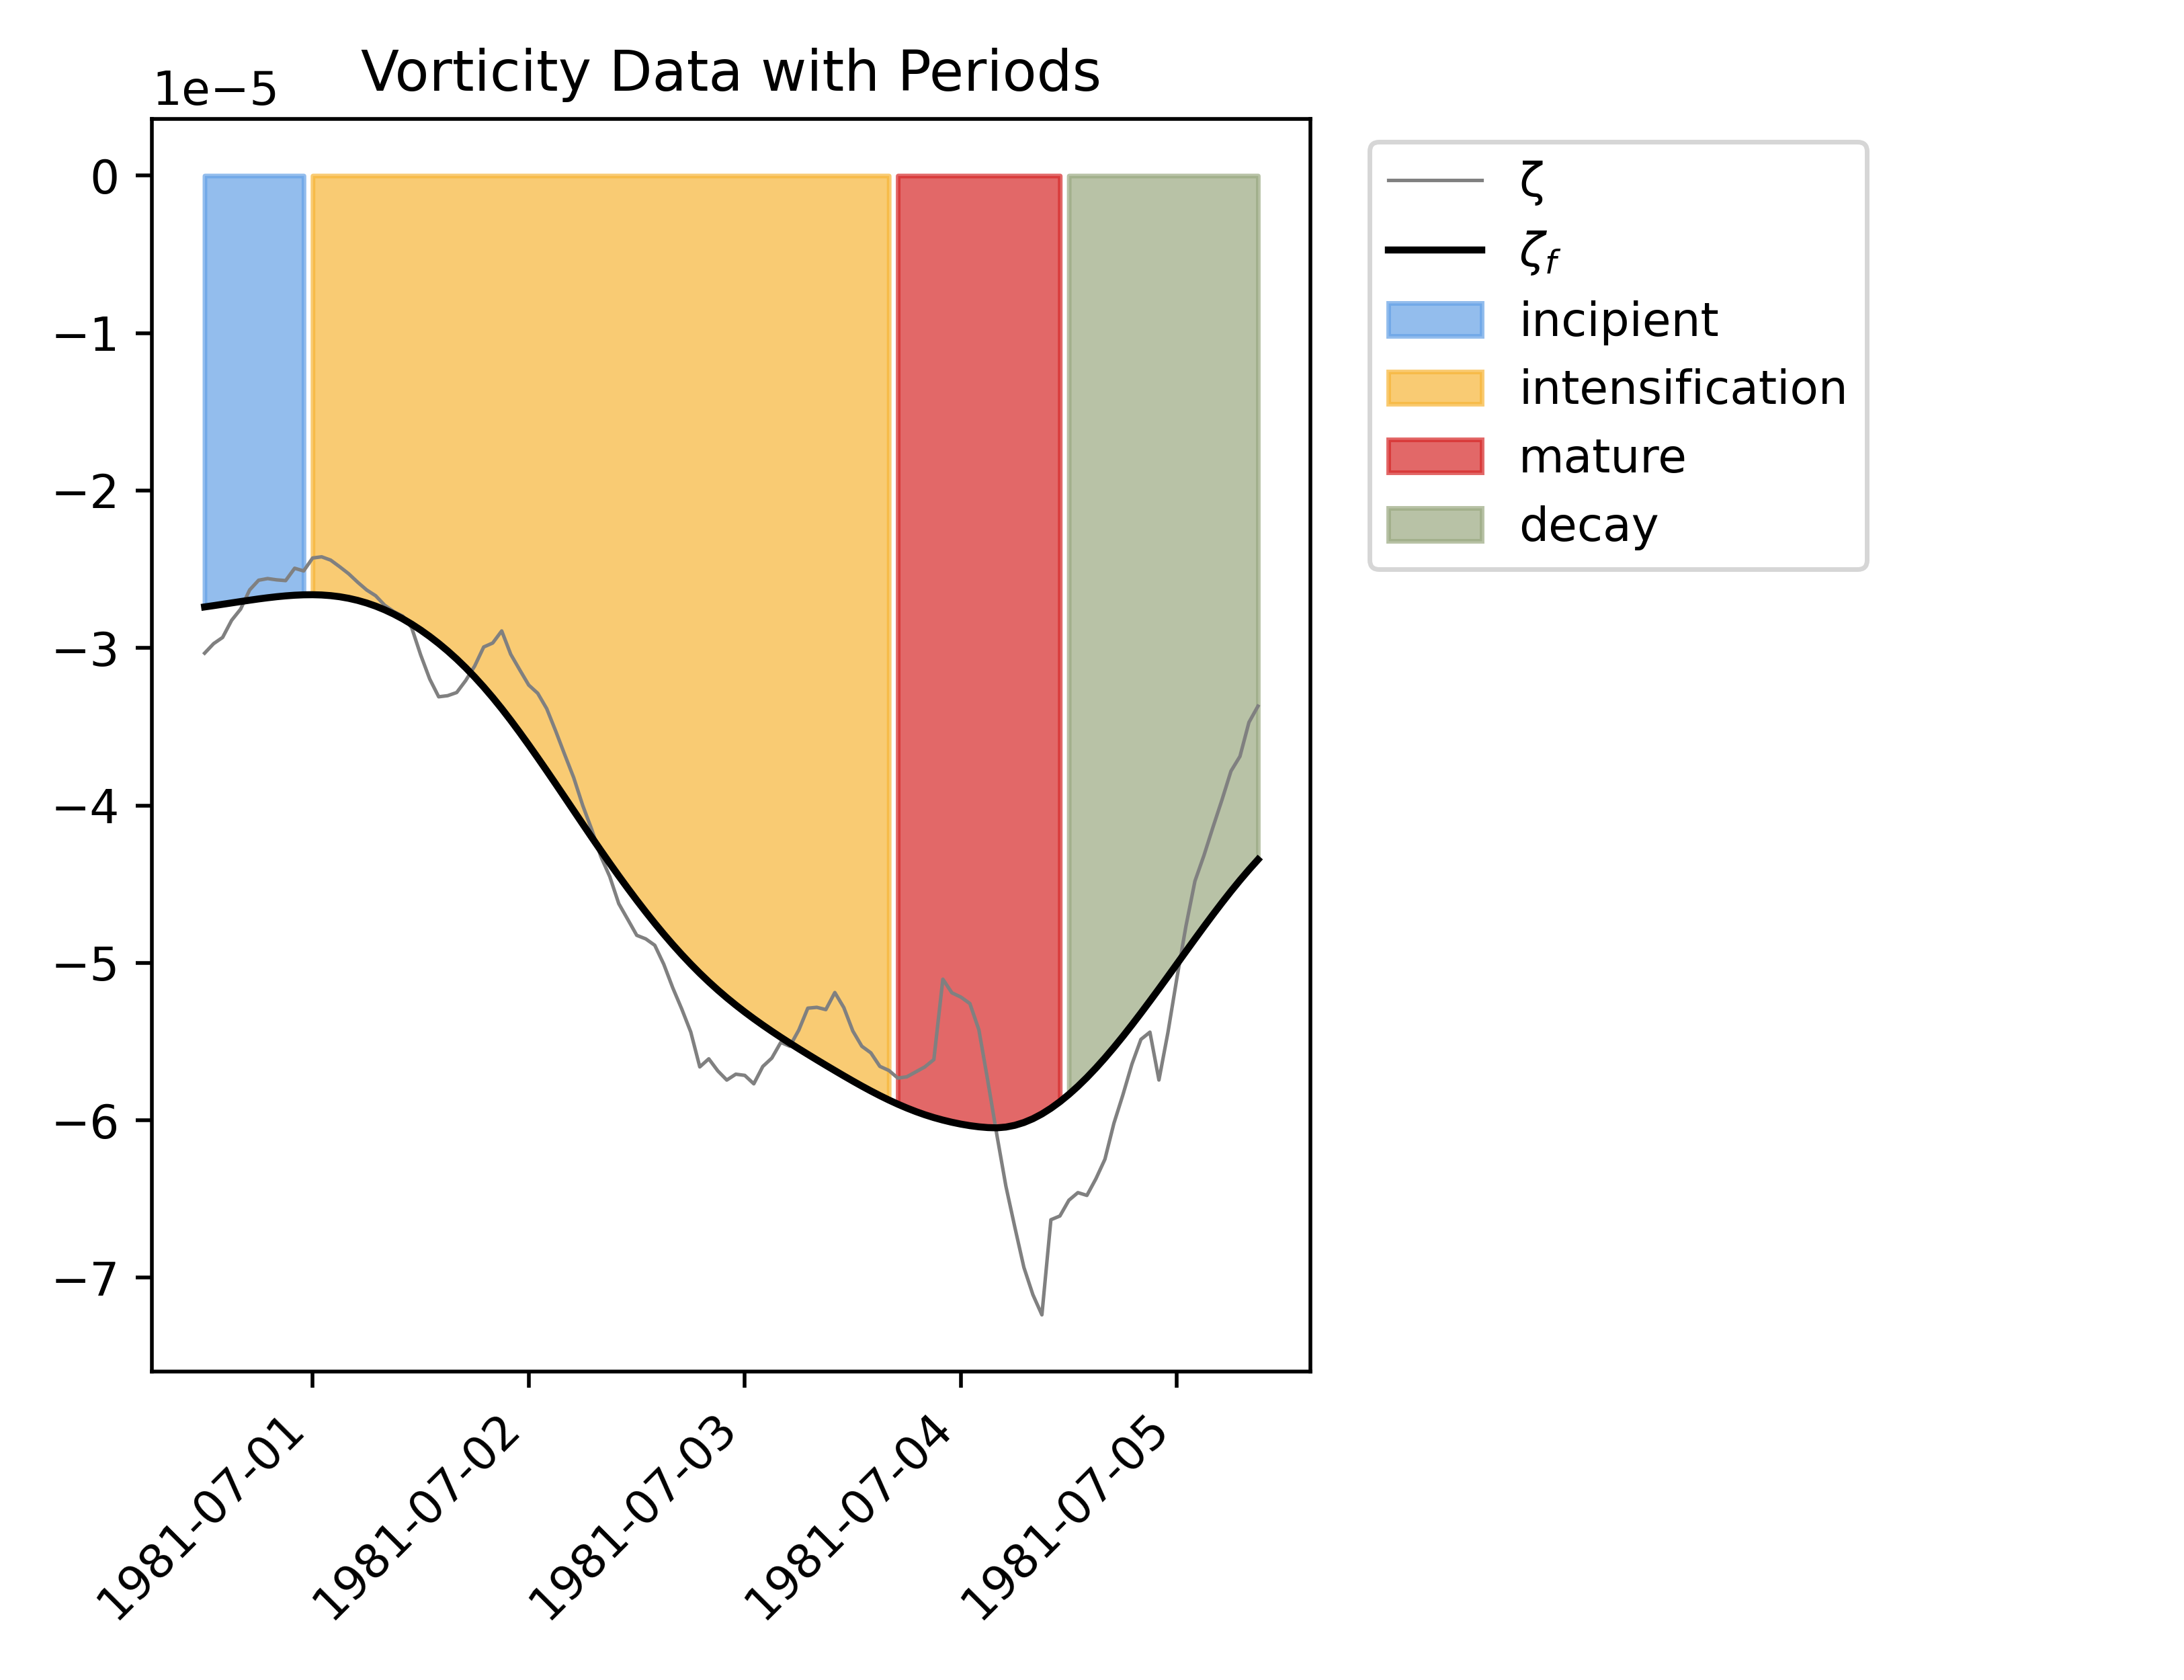 Vorticity Data with Periods
1e−5
0
−1
−2
−3
−4
−5
−6
−7
1981-07-01
1981-07-02
1981-07-03
1981-07-04
1981-07-05
ζ
ζf
incipient
intensification
mature
decay